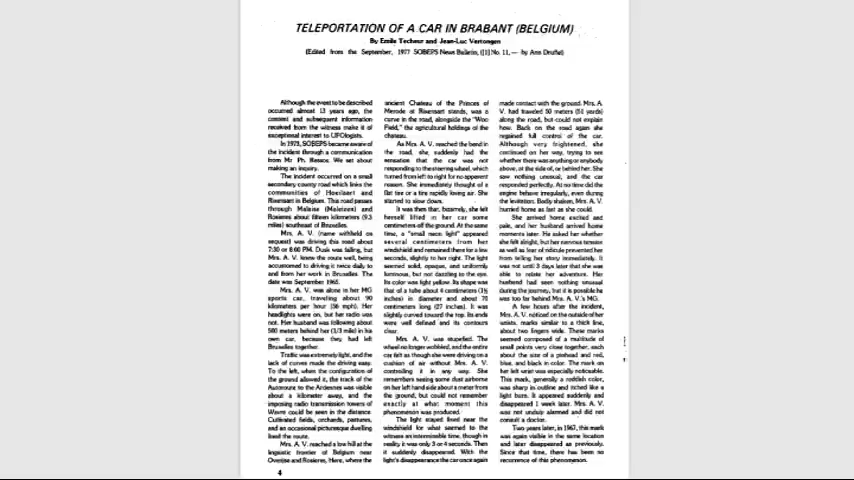 TELEPORTATION OF A CAR IN BRABANT (BELGIUM)
By Emile Techeur and Jean-Luc Vertongen
(Edited from the September, 1977 SOBEPS News Bulletin, No. 11, — by Ann Druffel)
Although the event to be described
occurred almost 13 years ago, the
content and subsequent information
received from the witness make it of
exceptional interest to UFOlogists.
In 1973, SOBEPS became aware of
the incident through a communication
from Mr. Ph. We set about
making an inquiry.
The incident occurred on a small
secondary county road which links the
communities of Hoeilaert and
Rixensart in Belgium. This road passes
through Malaise (Maleizen) and
Rosieres about fifteen kilometers (9.3
miles) southeast of Bruxelles.
Mrs. A. V. (name withheld on
request) was driving this road about
7:30 or 8:00 PM. Dusk was falling, but
Mrs. A. V. knew the route well, being
accustomed to driving it twice daily to
and from her work in Bruxelles. The
date was September 1965.
Mrs. A. V. was alone in her MG
sports car, traveling about 90
kilometers per hour (56 mph). Her
headlights were on, but her radio was
not. Her husband was following about
500 meters behind her (1/3 mile) in his
own car, because they had left
Bruxelles together.
Traffic was extremely light, and the
lack of curves made the driving easy.
To the left, when the configuration of
the ground allowed it, the track of the
Autoroute to the Ardennes was visible
about a kilometer away, and the
imposing radio transmission towers of
Wavre could be seen in the distance.
Cultivated fields, orchards, pastures,
and an occasional picturesque dwelling
lined the route.
Mrs. A. V. reached a low hill at the
linguistic frontier of Belgium near
Overijse and Rosieres. Here, where the
4
ancient Chateau of the Princes of
Merode at Rixensart stands, was a
curve in the road, alongside the "Woo
Field," the agricultural holdings of the
chateau.
As Mrs. A. V. reached the bend in
the road, she suddenly had the
sensation that the car was not
responding to the steering wheel, which
turned from left to right for no apparent
reason. She immediately thought of a
flat tire or a tire rapidly losing air. She
started to slow down.
It was then that, bizarrely, she felt
herself lifted in her car some
centimeters off the ground. At the same
time, a "small neon light" appeared
several centimeters from her
windshield and remained there for a few
seconds, slightly to her right. The light
seemed solid, opaque, and uniformly
luminous, but not dazzling to the eye.
Its color was light yellow. Its shape was
that of a tube about 4 centimeters (1½
inches) in diameter and about 70
centimeters long (27 inches). It was
slightly curved toward the top. Its ends
were well defined and its contours
clear.
Mrs. A. V. was stupefied. The
wheel no longer wobbled, and the entire
car felt as though she were driving on a
cushion of air without Mrs. A. V.
controlling it in any way. She
remembers seeing some dust airborne
on her left hand side about a meter from
the ground, but could not remember
exactly at what moment this
phenomenon was produced.
The light stayed fixed near the
windshield for what seemed to the
witness an interminable time, though in
reality it was only 3 or 4 seconds. Then
it suddenly disappeared. With the
light's disappearance the car once again
made contact with the ground. Mrs. A.
V. had traveled 50 meters (51 yards)
along the road, but could not explain
how. Back on the road again she
regained full control of the car.
Although very frightened, she
continued on her way, trying to see
whether there was anything or anybody
above, at the side of, or behind her. She
saw nothing unusual, and the car
responded perfectly. At no time did the
engine behave irregularly, even during
the levitation. Badly shaken, Mrs. A. V.
hurried home as fast as she could.
She arrived home excited and
pale, and her husband arrived home
moments later. He asked her whether
she felt alright, but her nervous tension
as well as fear of ridicule prevented her
from telling her story immediately. It
was not until 3 days later that she was
able to relate her adventure. Her
husband had seen nothing unusual
during the journey, but it is possible he
was too far behind Mrs. A. V.'s MG.
A few hours after the incident,
Mrs. A. V. noticed on the outside of her
wrists, marks similar to a thick line,
about two fingers wide. These marks
seemed composed of a multitude of
small points very close together, each
about the size of a pinhead and red,
blue, and black in color. The mark on
her left wrist was especially noticeable.
This mark, generally a reddish color,
was sharp in outline and itched like a
light burn. It appeared suddenly and
disappeared 1 week later. Mrs. A. V.
was not unduly alarmed and did not
consult a doctor.
Two years later, in 1967, this mark
was again visible in the same location
and later disappeared as previously.
Since that time, there has been no
recurrence of this phenomenon.